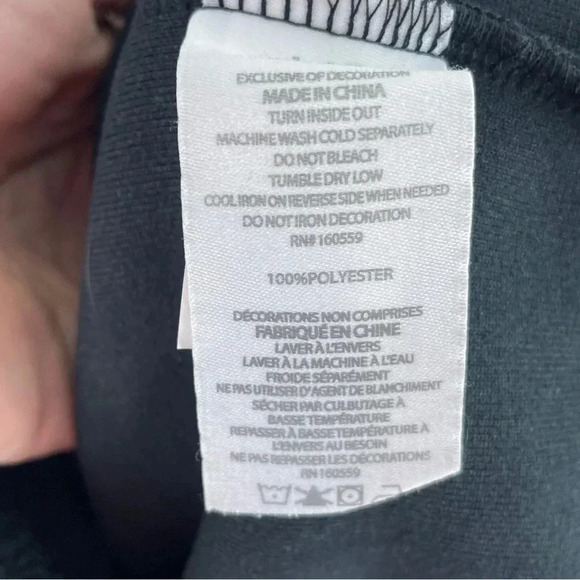 EXCLUSIVE OF DECORATION
MADE IN CHINA
TURN INSIDE OUT
MACHINE WASH COLD SEPARATELY
DO NOT BLEACH
TUMBLE DRY LOW
COOL IRON ON REVERSE SIDE WHEN NEEDED
DO NOT IRON DECORATION
RN# 160559
100%POLYESTER
DÉCORATIONS NON COMPRISES
FABRIQUÉ EN CHINE
LAVER À L'ENVERS
LAVER À LA MACHINE À L'EAU
FROIDE SÉPARÉMENT
NE PAS UTILISER D'AGENT DE BLANCHIMENT
SÉCHER PAR CULBUTAGE À
BASSE TEMPÉRATURE
REPASSER À BASSE TEMPÉRATURE À
L'ENVERS AU BESOIN
NE PAS REPASSER LES DÉCORATIONS
RN 160559